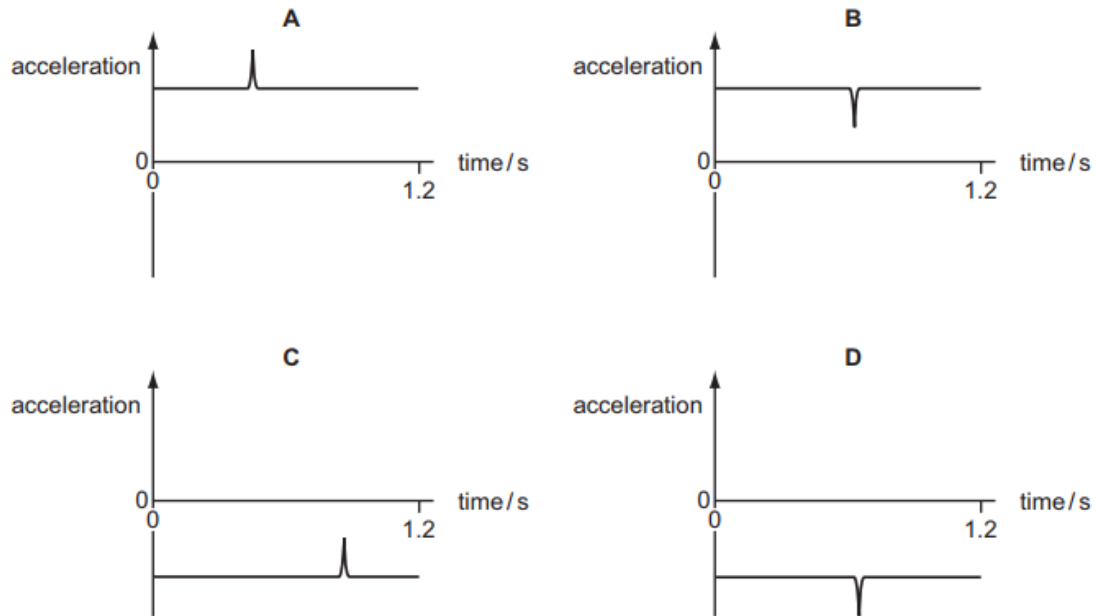 A
acceleration
0
0
1.2
time/s
B
acceleration
0
0
1.2
time/s
C
acceleration
0
0
1.2
time/s
D
acceleration
0
0
1.2
time/s